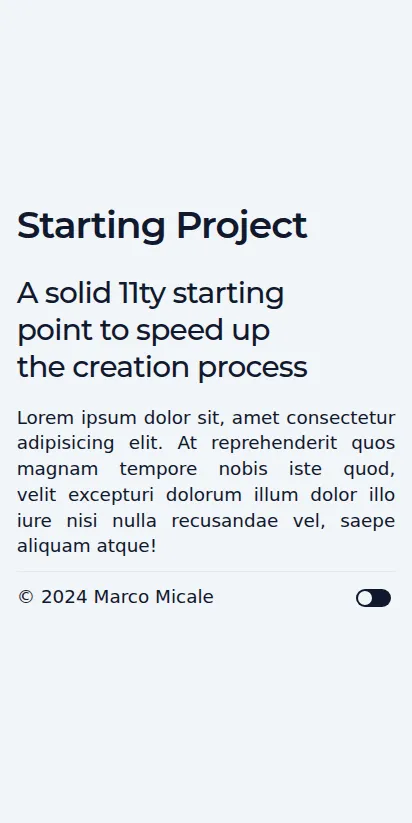 Starting Project
A solid 11ty starting
point to speed up
the creation process
Lorem ipsum dolor sit, amet consectetur
adipisicing elit. At reprehenderit quos
magnam tempore nobis iste quod,
velit excepturi dolorum illum dolor illo
iure nisi nulla recusandae vel, saepe
aliquam atque!
© 2024 Marco Micale